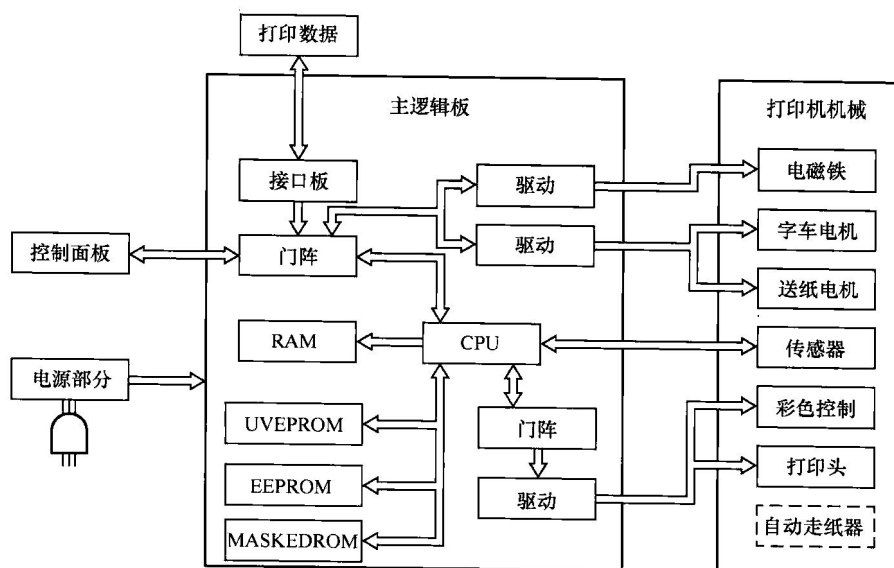 打印数据
主逻辑板
打印机机械
接口板
驱动
电磁铁
控制面板
门阵
驱动
字车电机
送纸电机
RAM
CPU
传感器
电源部分
UVEPROM
门阵
彩色控制
EEPROM
驱动
打印头
MASKEDROM
自动走纸器